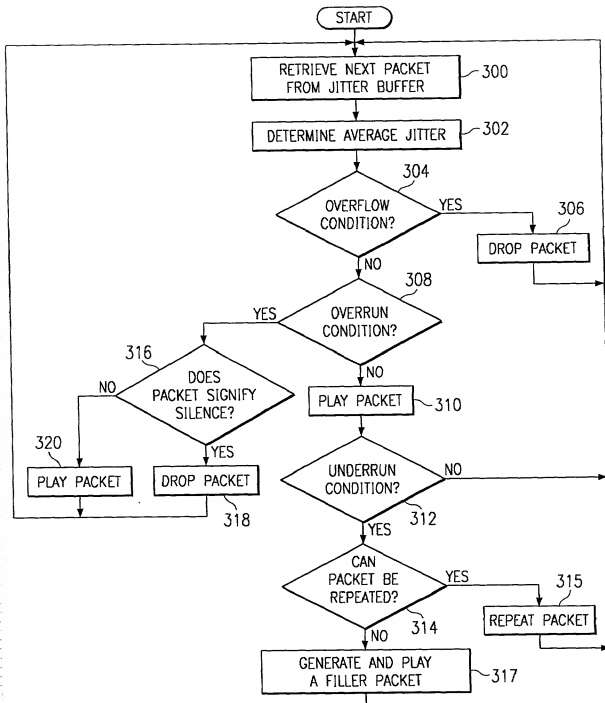 START
RETRIEVE NEXT PACKET
FROM JITTER BUFFER
300
DETERMINE AVERAGE JITTER
302
304
OVERFLOW
CONDITION?
YES
306
DROP PACKET
NO
308
YES
OVERRUN
CONDITION?
316
DOES
PACKET SIGNIFY
SILENCE?
NO
NO
PLAY PACKET
310
320
YES
PLAY PACKET
DROP PACKET
318
UNDERRUN
CONDITION?
NO
312
YES
CAN
PACKET BE
REPEATED?
YES
315
314
REPEAT PACKET
NO
GENERATE AND PLAY
A FILLER PACKET
317